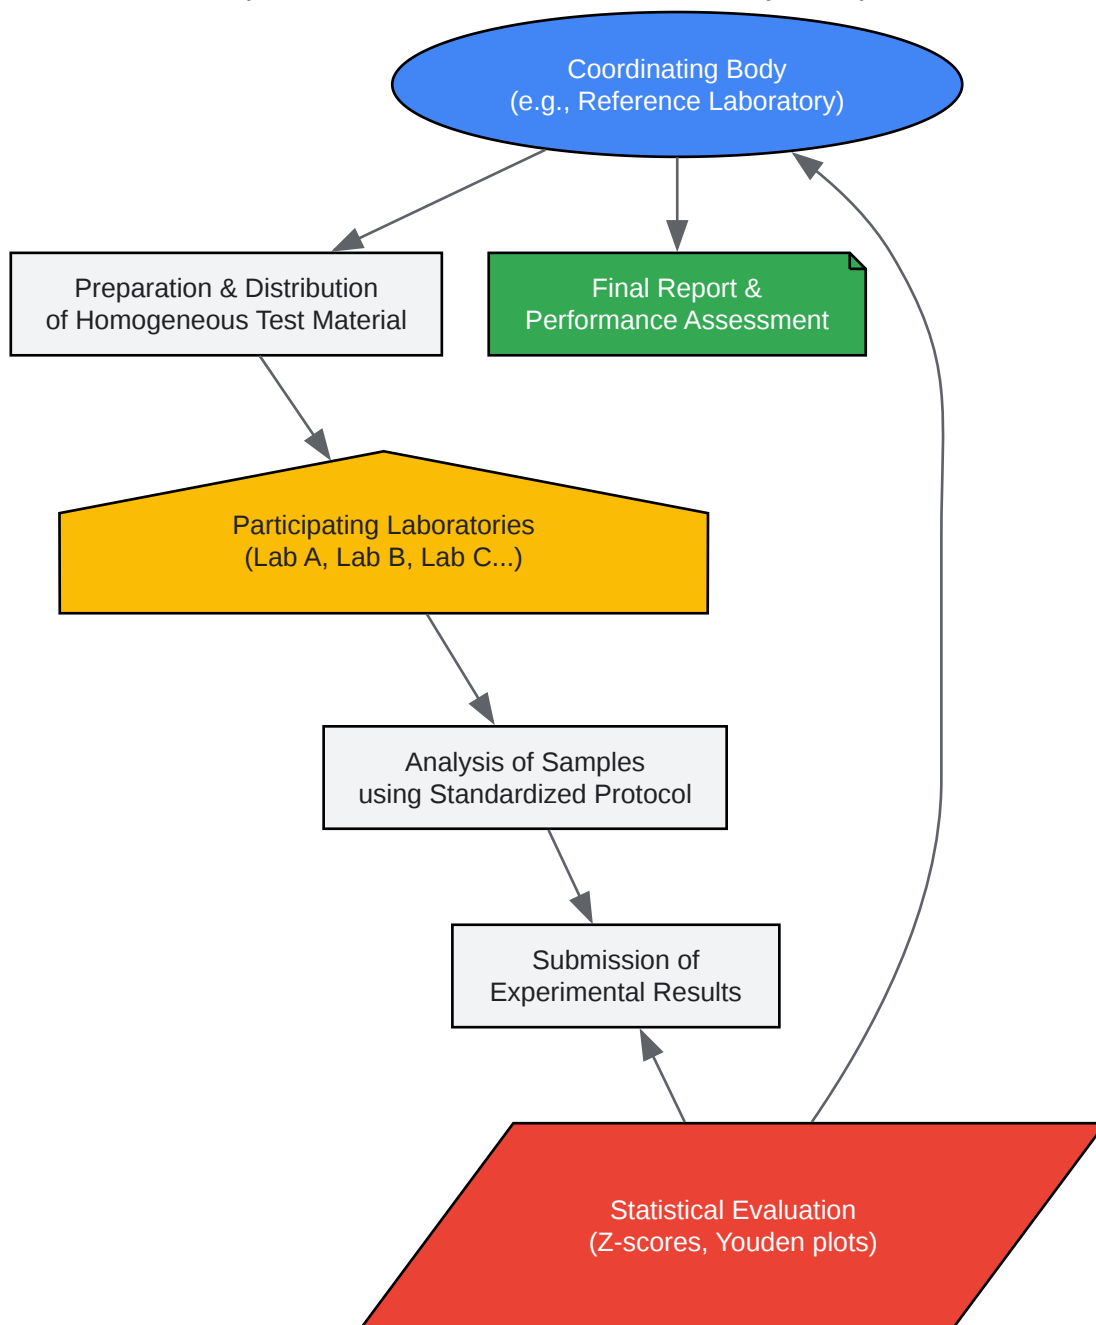 Coordinating Body
(e.g., Reference Laboratory)
Preparation & Distribution
of Homogeneous Test Material
Final Report &
Performance Assessment
Participating Laboratories
(Lab A, Lab B, Lab C...)
Analysis of Samples
using Standardized Protocol
Submission of
Experimental Results
Statistical Evaluation
(Z-scores, Youden plots)